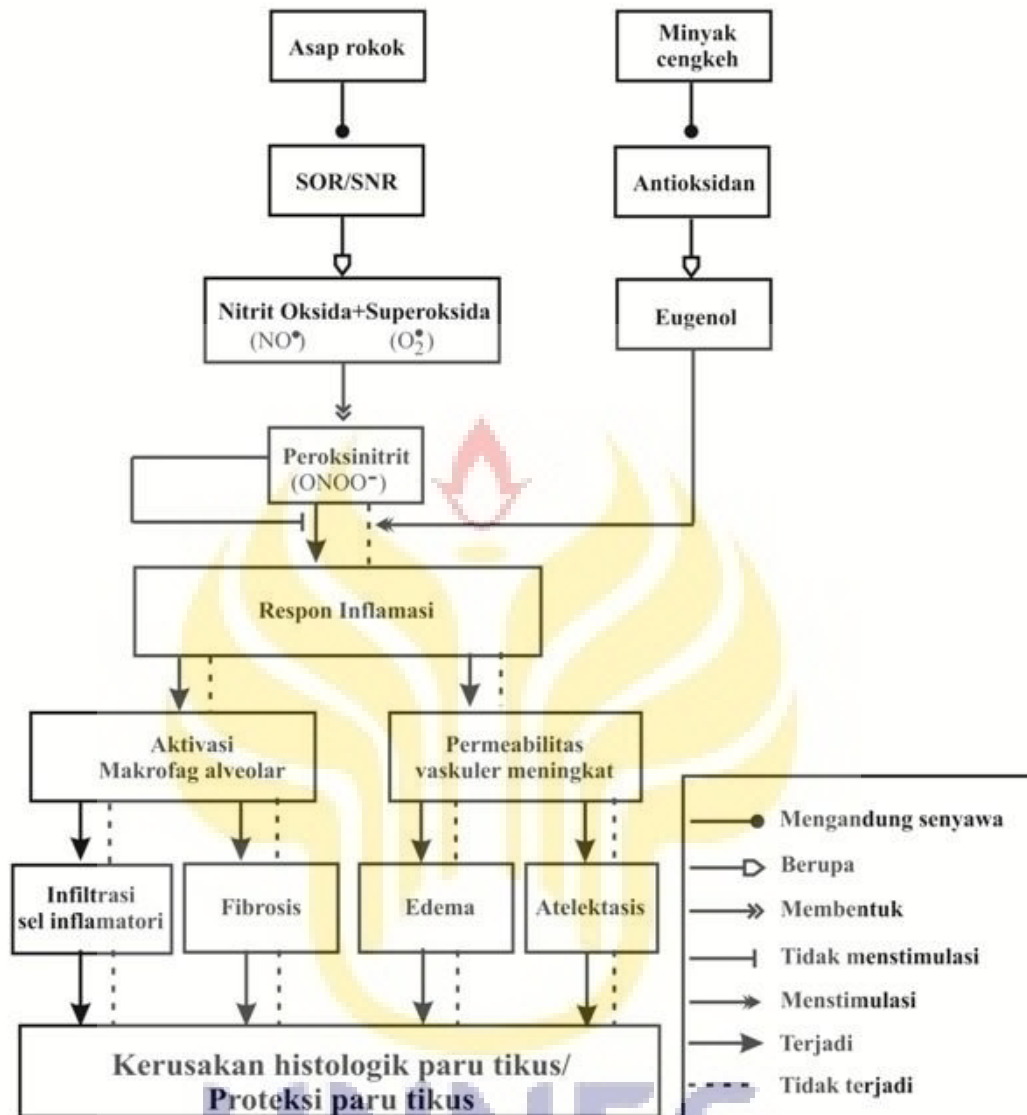 Asap rokok
Minyak
cengkeh
SOR/SNR
Antioksidan
Nitrit Oksida+Superoksida
(NO•) (O₂•)
Eugenol
Peroksinitrit
(ONOO⁻)
Respon Inflamasi
Aktivasi
Makrofag alveolar
Permeabilitas
vaskuler meningkat
Infiltrasi
sel inflamatori
Fibrosis
Edema
Atelektasis
Kerusakan histologik paru tikus/
Proteksi paru tikus
Mengandung senyawa
Berupa
Membentuk
Tidak menstimulasi
Menstimulasi
Terjadi
Tidak terjadi